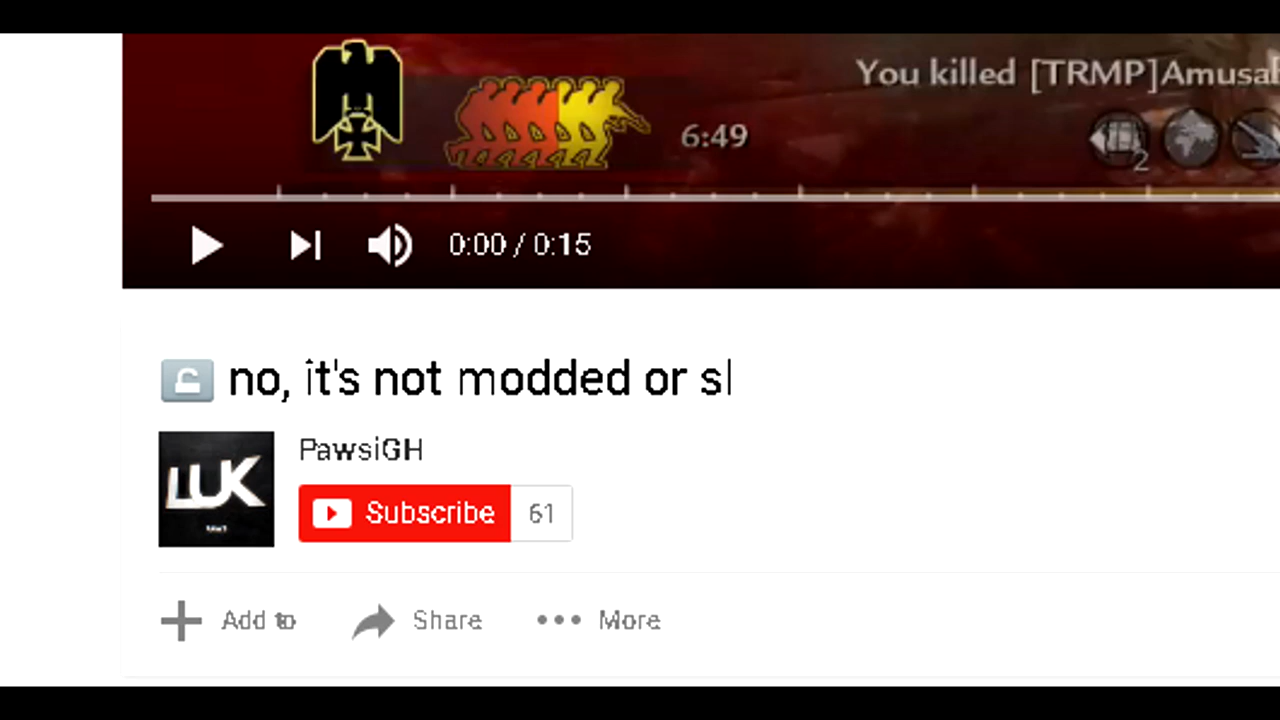 You killed [TRMP]Amusa
6:49
2
0:00 / 0:15
no, it's not modded or sl
LUK
PawsiGH
Subscribe 61
Add to Share More